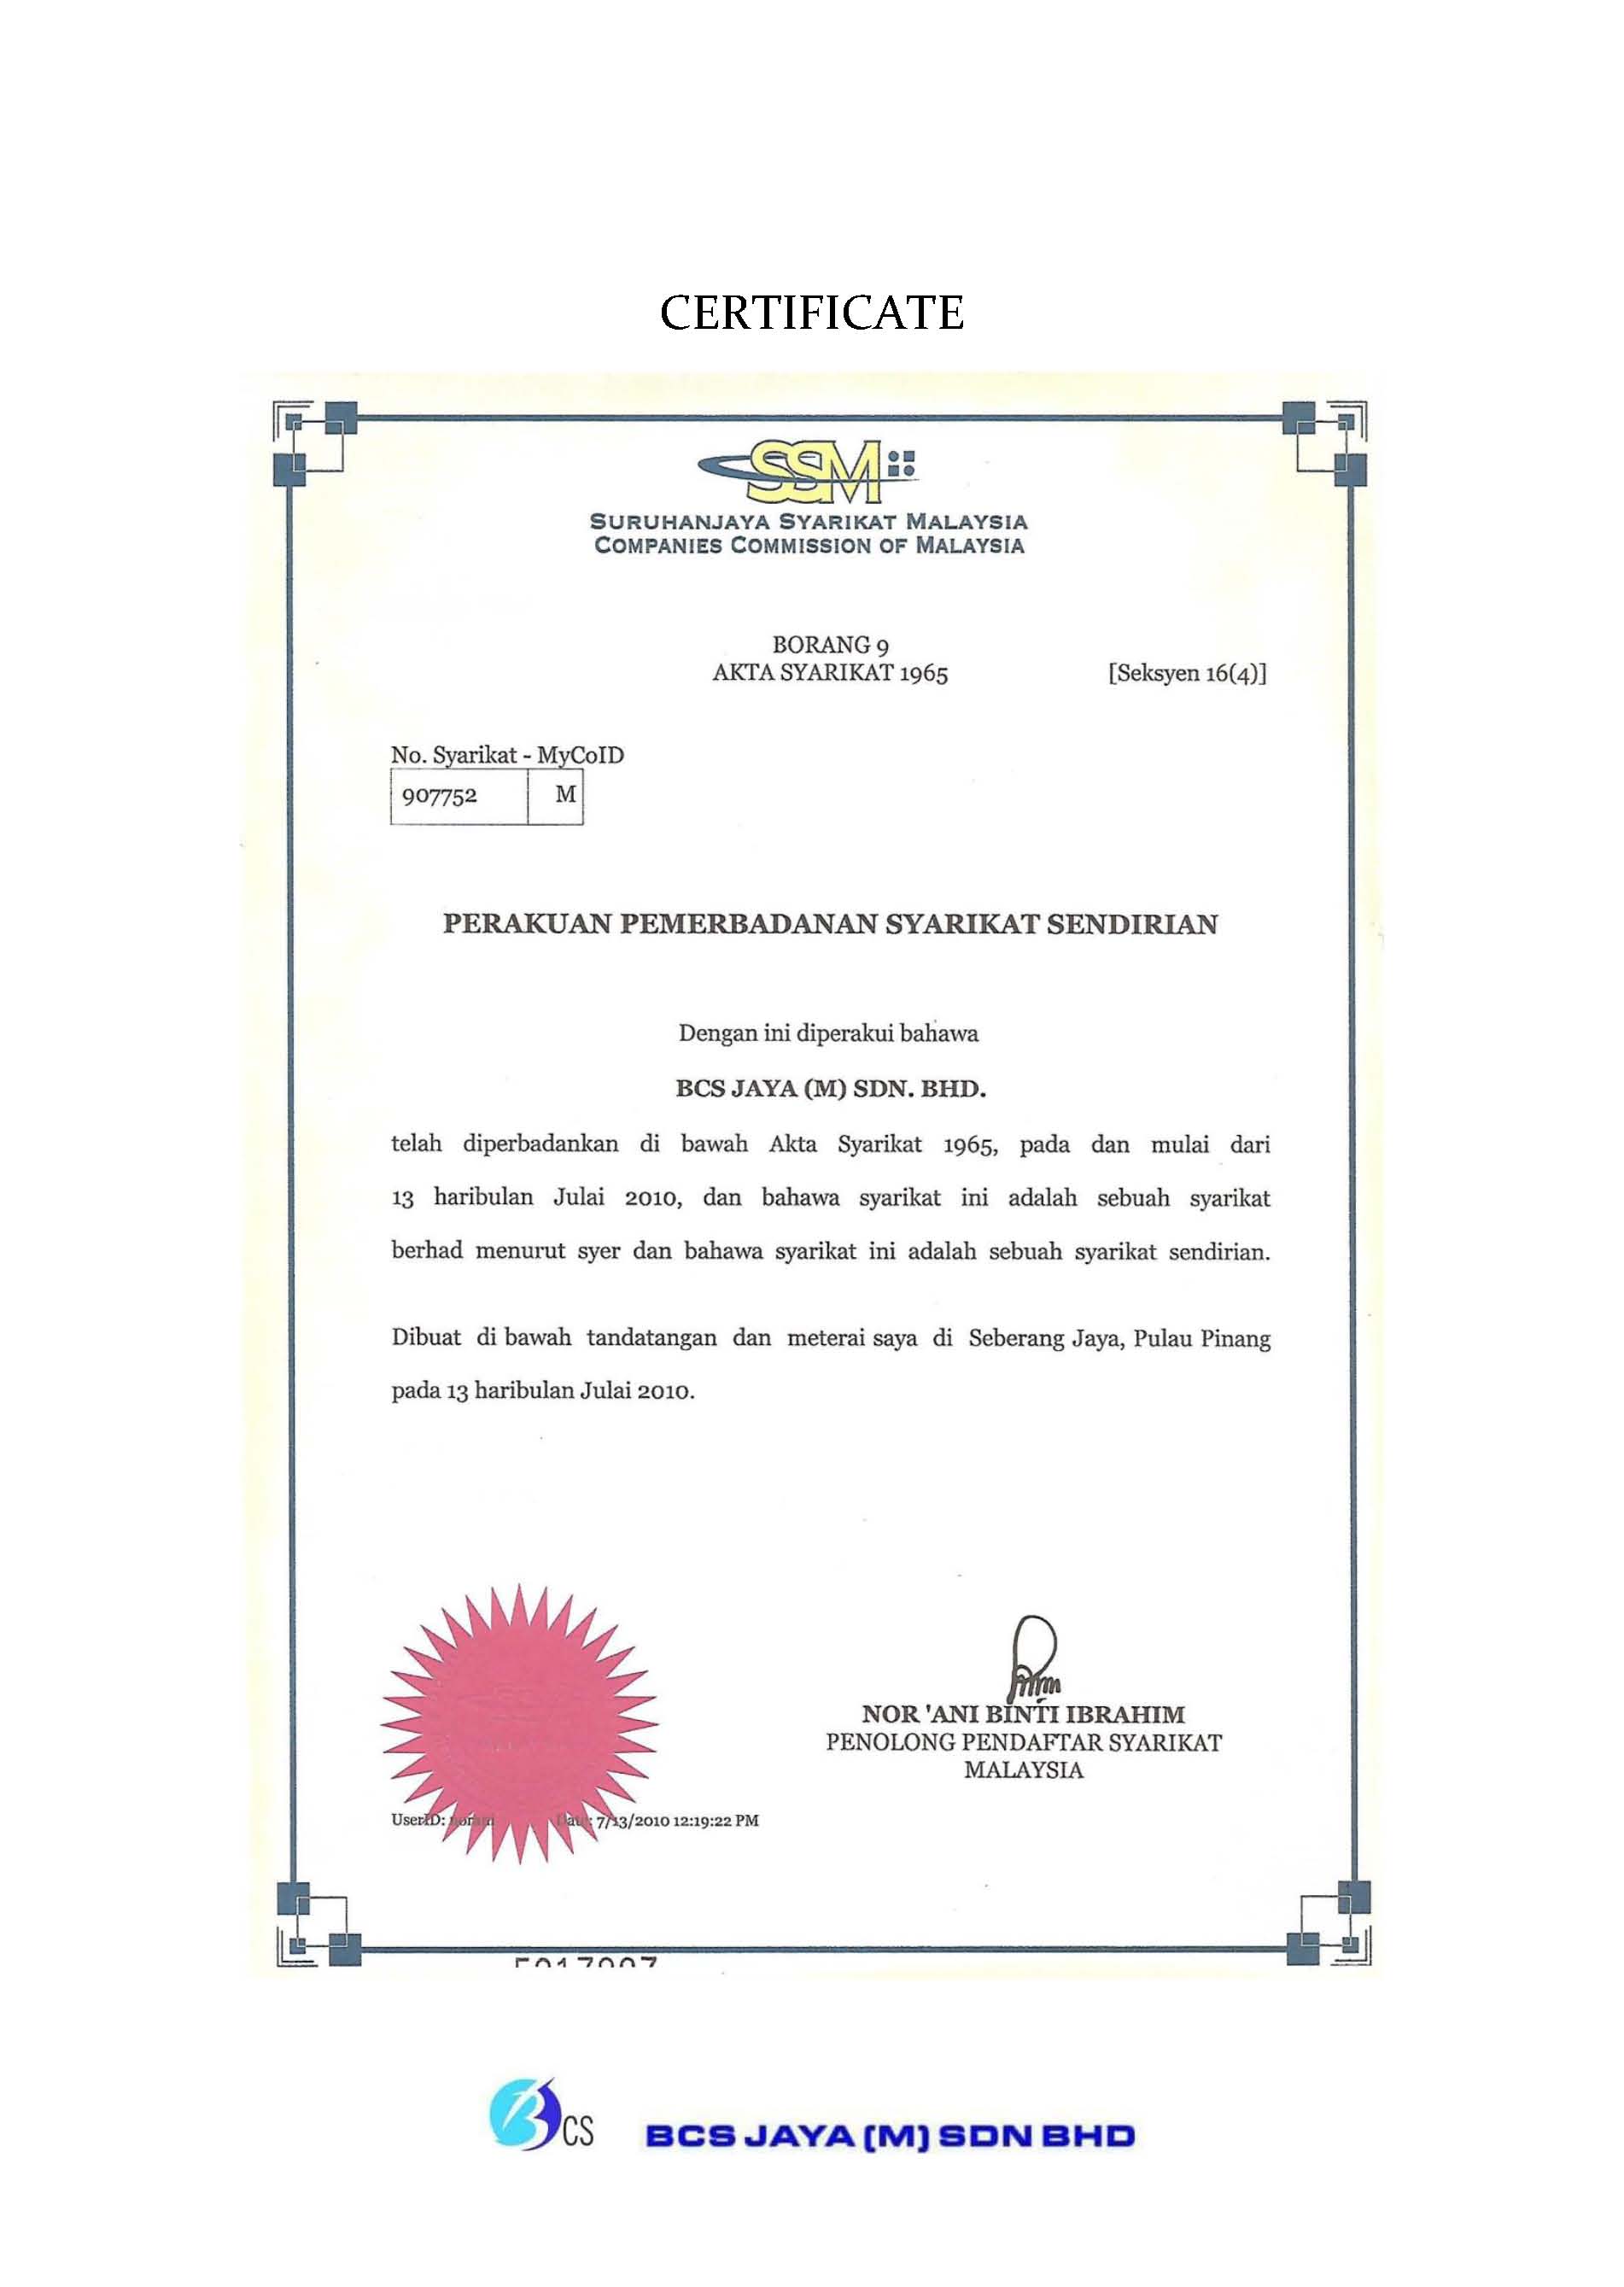 CERTIFICATE
SSM
SURUHANJAYA SYARIKAT MALAYSIA
COMPANIES COMMISSION OF MALAYSIA
BORANG 9
AKTA SYARIKAT 1965 [Seksyen 16(4)]
No. Syarikat - MyCoID
907752 M
PERAKUAN PEMERBADANAN SYARIKAT SENDIRIAN
Dengan ini diperakui bahawa
BCS JAYA (M) SDN. BHD.
telah diperbadankan di bawah Akta Syarikat 1965, pada dan mulai dari
13 haribulan Julai 2010, dan bahawa syarikat ini adalah sebuah syarikat
berhad menurut syer dan bahawa syarikat ini adalah sebuah syarikat sendirian.
Dibuat di bawah tandatangan dan meterai saya di Seberang Jaya, Pulau Pinang
pada 13 haribulan Julai 2010.
NOR 'ANI BINTI IBRAHIM
PENOLONG PENDAFTAR SYARIKAT
MALAYSIA
UserID: Date: 7/13/2010 12:19:22 PM
BCS BCS JAYA (M) SDN BHD